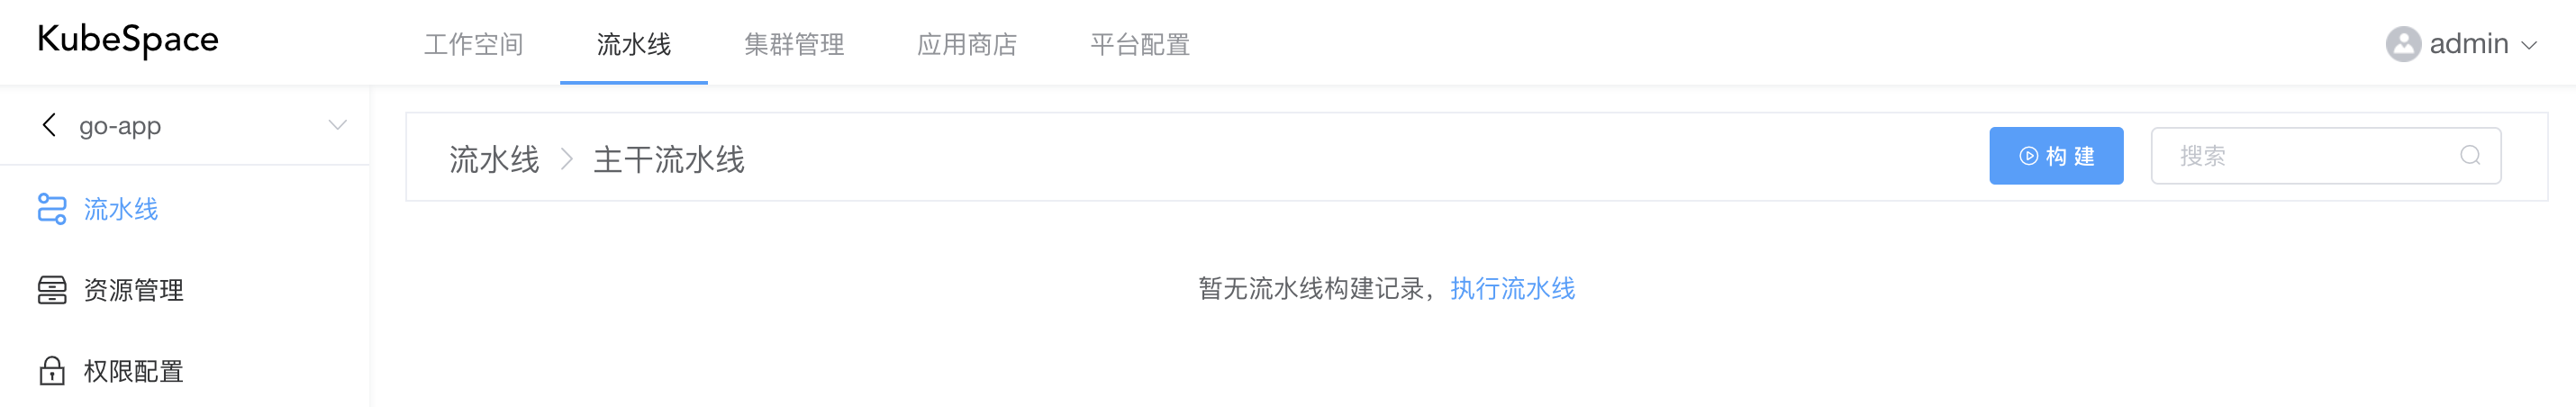 KubeSpace 工作空间 流水线 集群管理 应用商店 平台配置 admin
go-app
流水线 主干流水线 构建 搜索
流水线
资源管理
权限配置
暂无流水线构建记录，执行流水线